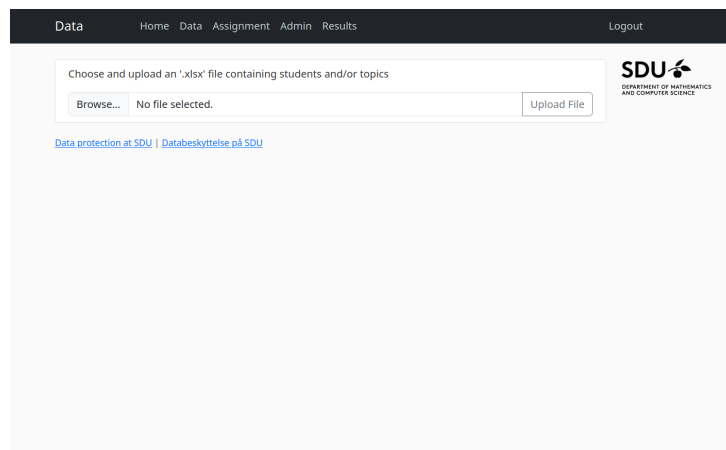 Data Home Data Assignment Admin Results Logout
Choose and upload an '.xlsx' file containing students and/or topics
Browse... No file selected. Upload File
SDU
DEPARTMENT OF MATHEMATICS
AND COMPUTER SCIENCE
Data protection at SDU | Databeskyttelse på SDU